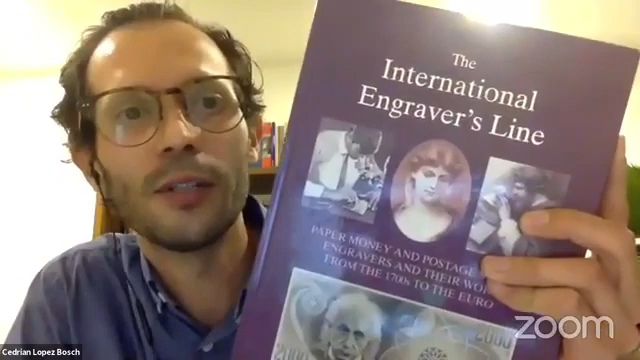 The
International
Engraver's Line
PAPER MONEY AND POSTAGE
ENGRAVERS AND THEIR WO
FROM THE 1700s TO THE EURO
2000
2000
Cedrian Lopez Bosch
zoom